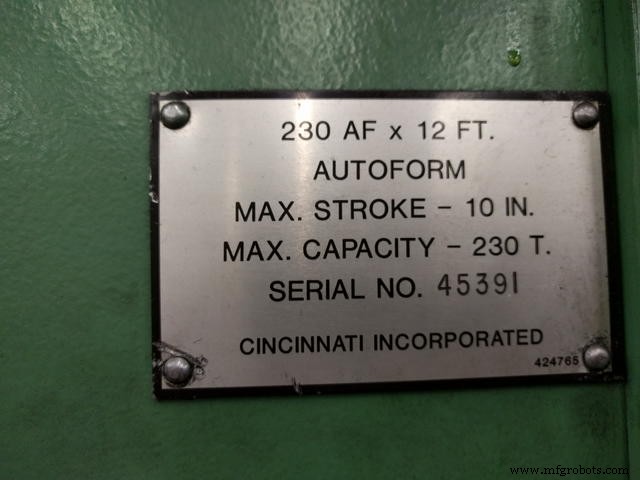 230 AF x 12 FT.
AUTOFORM
MAX. STROKE - 10 IN.
MAX. CAPACITY - 230 T.
SERIAL NO. 45391
CINCINNATI INCORPORATED
424765
www.mfgrobots.com